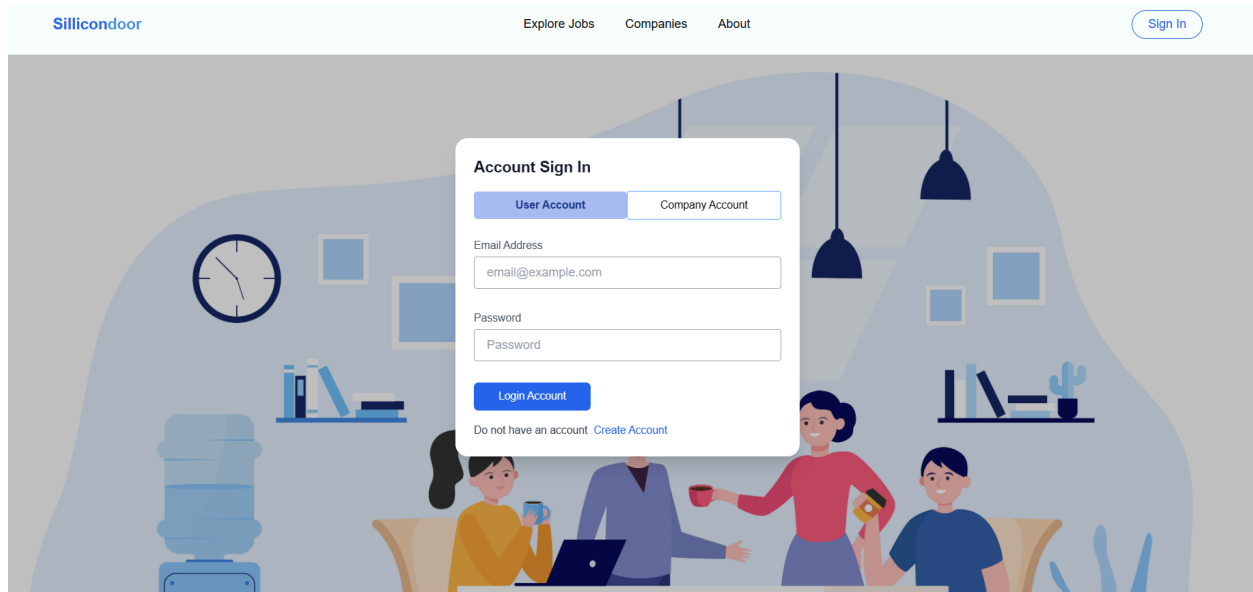 Sillicondoor
Explore Jobs Companies About
Sign In
Account Sign In
User Account Company Account
Email Address
email@example.com
Password
Password
Login Account
Do not have an account Create Account